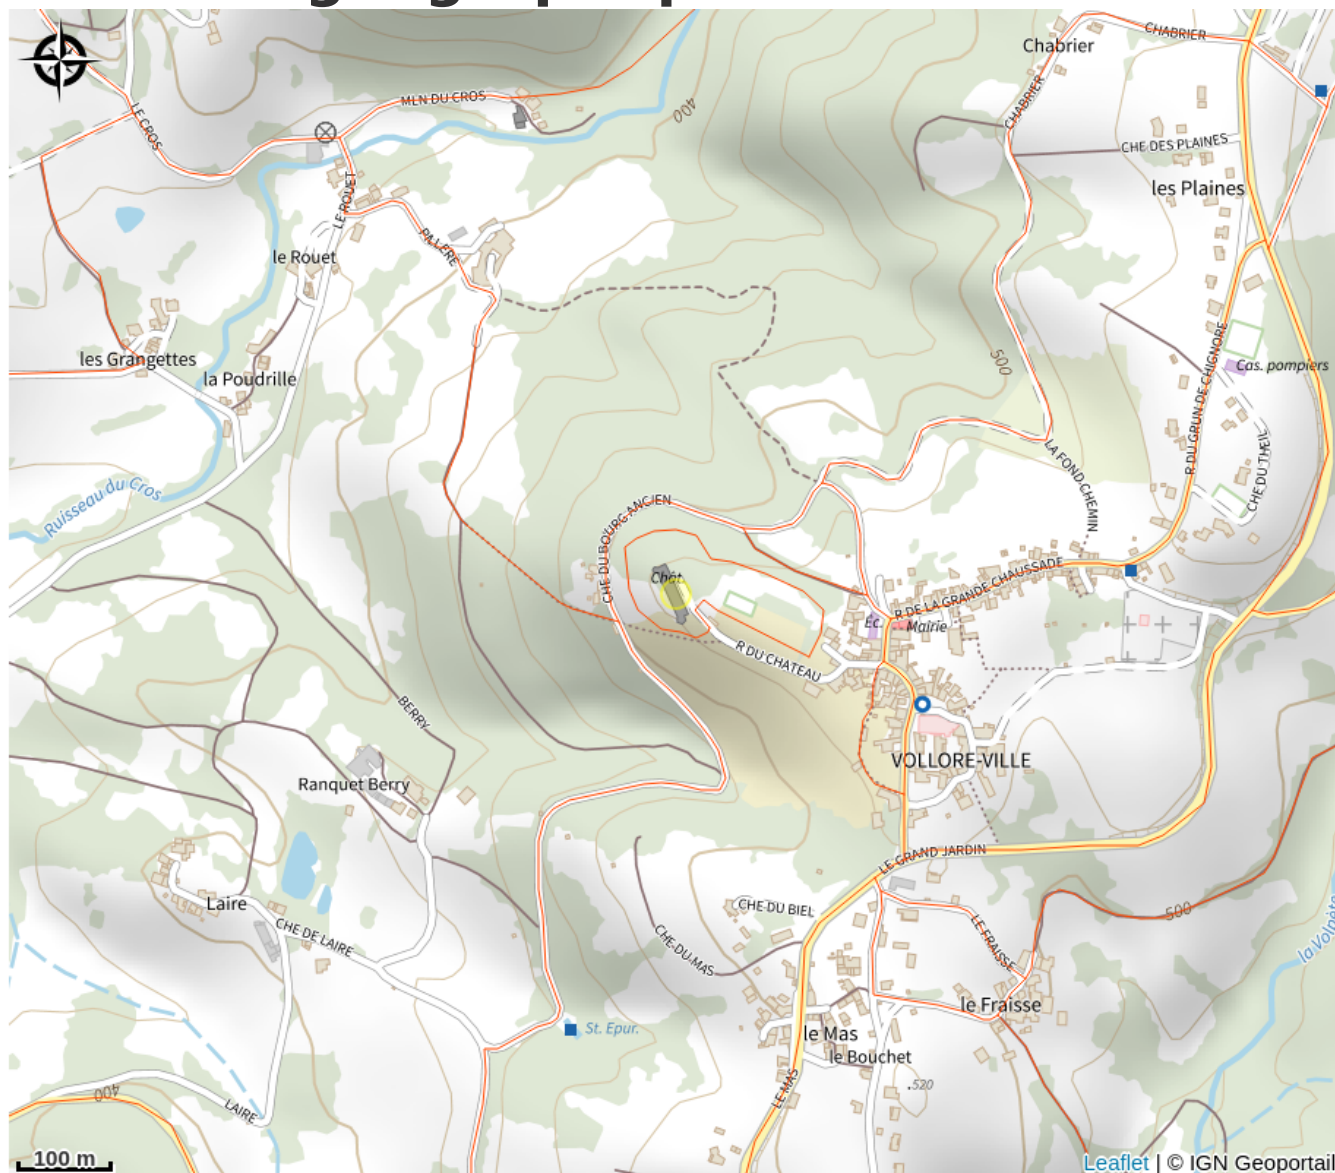 CHABRIER
Chabrier
MLN DU CROS
400
LE CROS
CHABRIER
CHE DES PLAINES
les Plaines
LE ROUET
PALERE
le Rouet
R DU GRUN DE CHIGNORE
les Grangettes
la Poudrille
500
Cas. pompiers
LA FOND-CHEMIN
CHE DU THEIL
Ruisseau du Cros
CHE DU BOURG ANCIEN
Chât.
R DE LA GRANDE CHAUSSADE
Ec.
Mairie
R DU CHATEAU
BERRY
VOLLORE-VILLE
Ranquet Berry
LE GRAND JARDIN
Laire
CHE DU BIEL
500
CHE DE LAIRE
CHE-DU-MAS
LE FRAISSE
le Fraisse
St. Epur.
le Mas
le Bouchet
.520
LE MAS
400
LAIRE
100 m
Leaflet | © IGN Geoportail